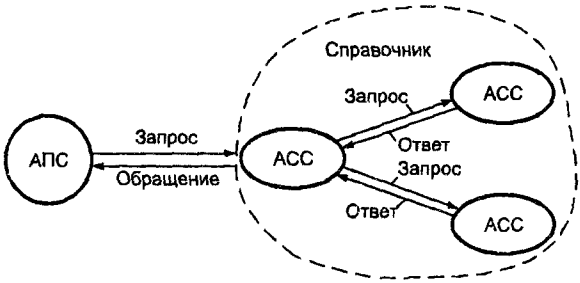 Справочник
Запрос
АСС
Ответ
Запрос
АПС
Обращение
АСС
Запрос
Ответ
АСС